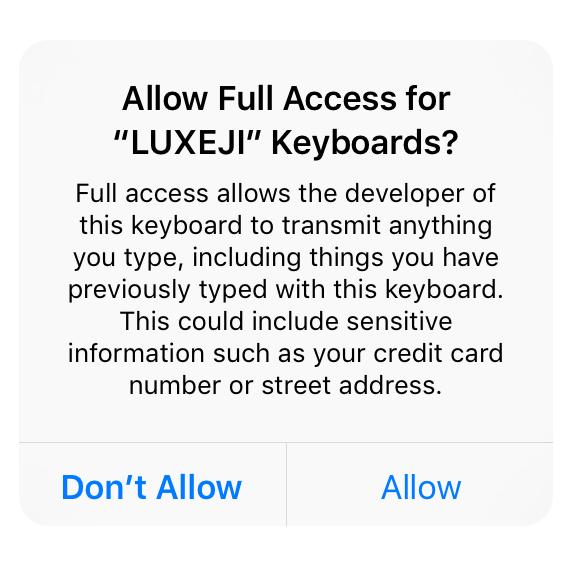 Allow Full Access for
“LUXEJI” Keyboards?
Full access allows the developer of
this keyboard to transmit anything
you type, including things you have
previously typed with this keyboard.
This could include sensitive
information such as your credit card
number or street address.
Don’t Allow
Allow